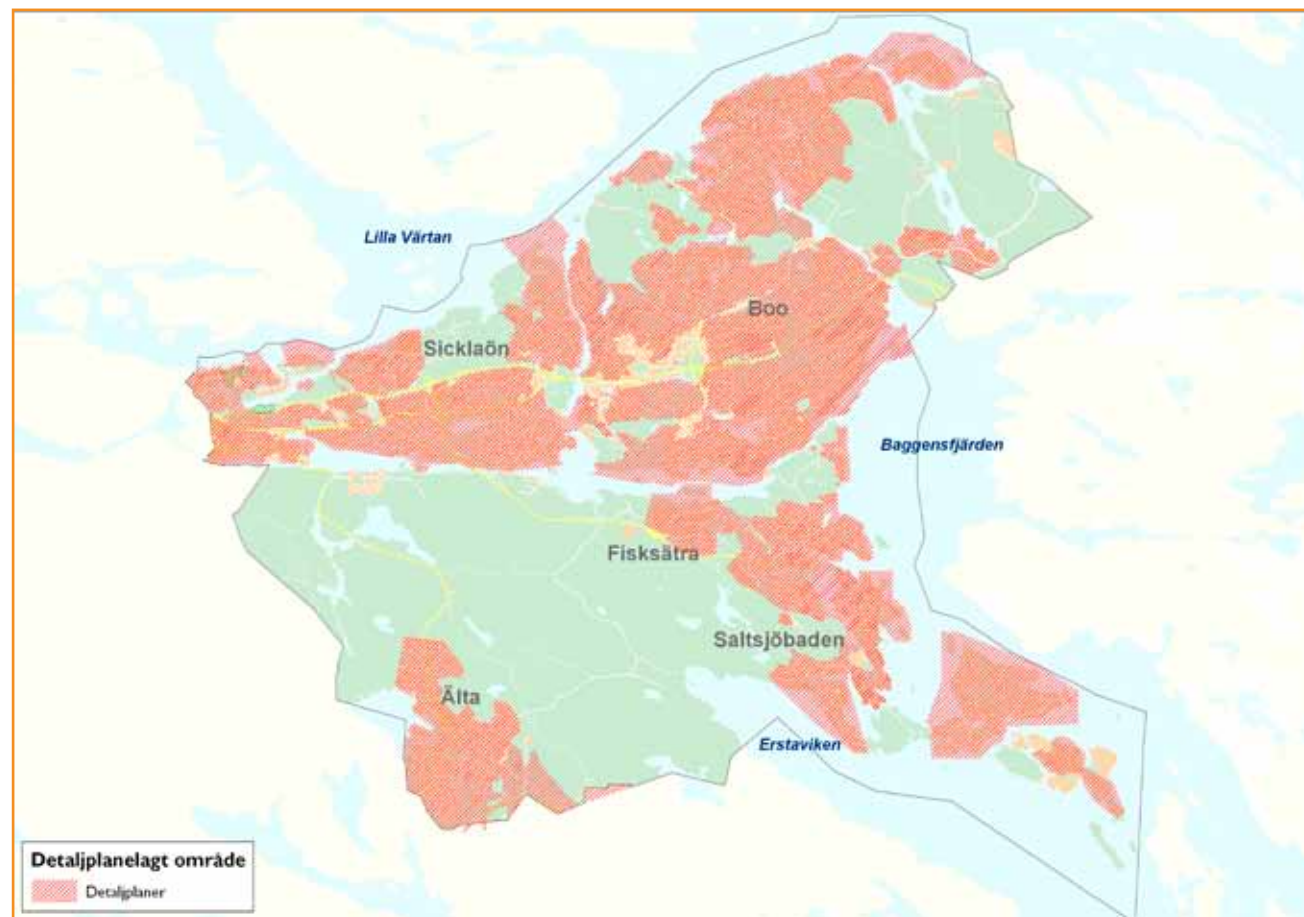 Lilla Värtan
Boo
Sicklaön
Baggensfjärden
Fisksätra
Saltsjöbaden
Älta
Erstaviken
Detaljplanelagt område
Detaljplaner